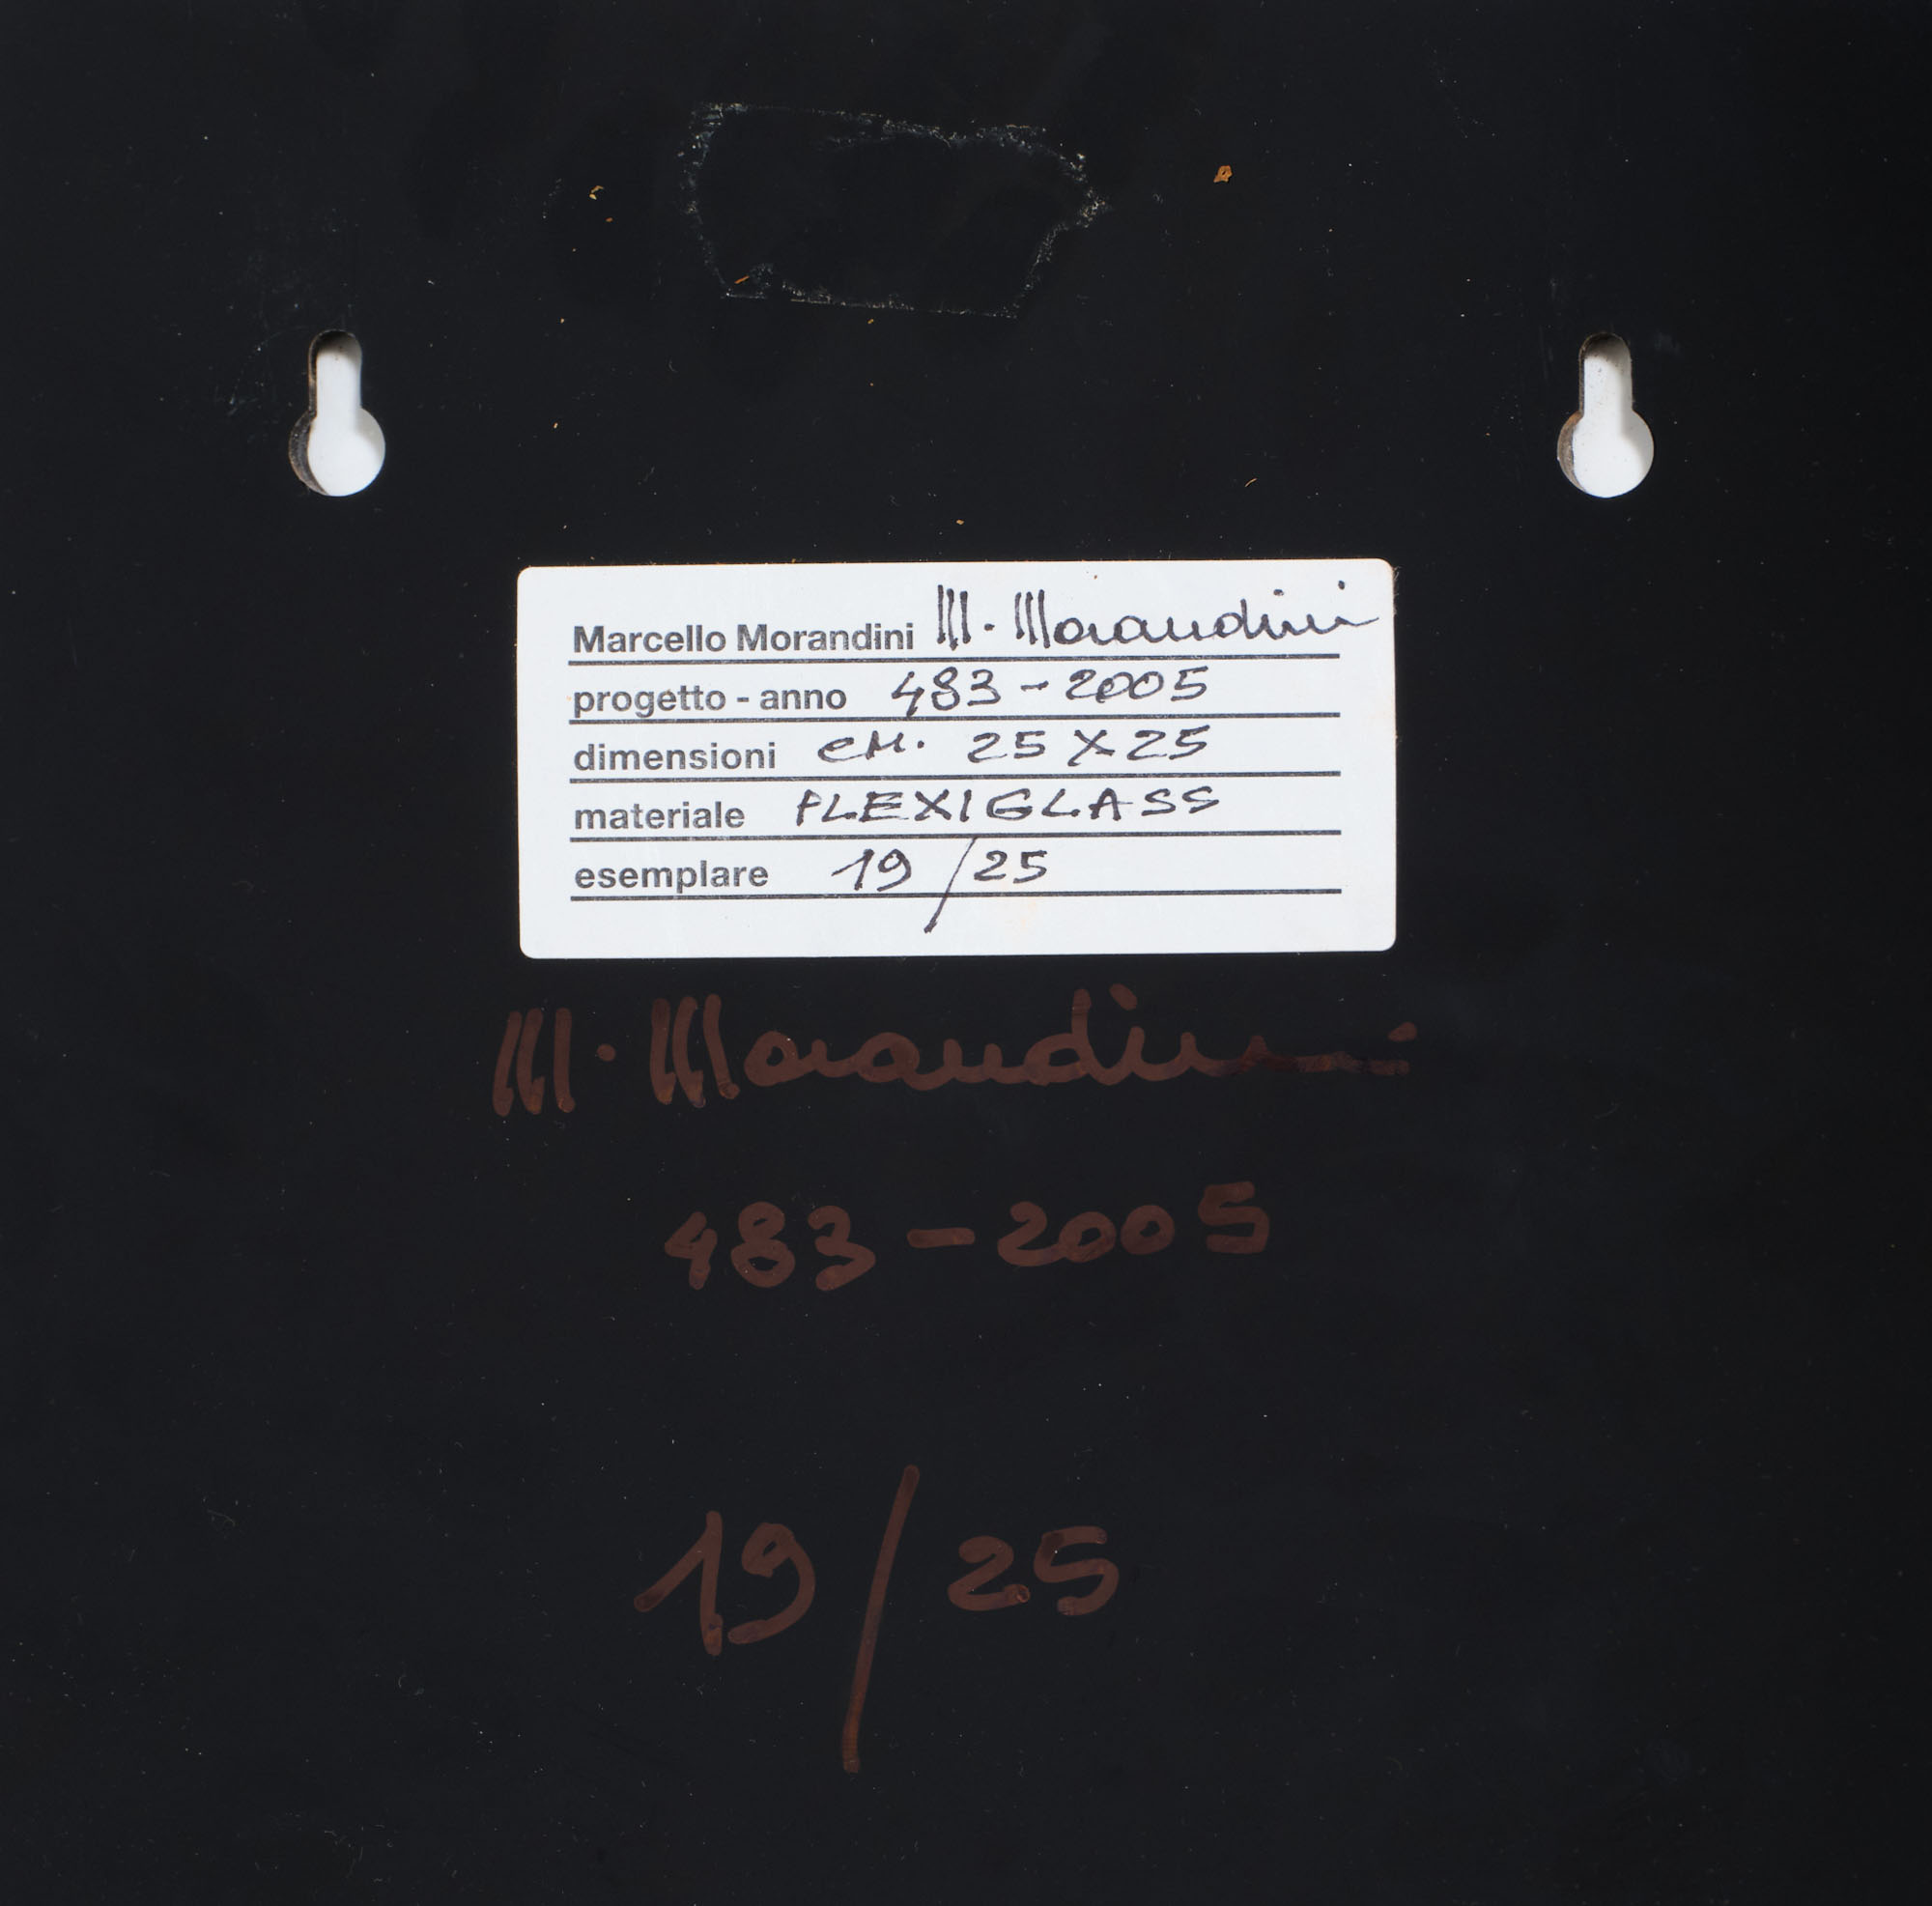 Marcello Morandini M. Morandini
progetto - anno 483 - 2005
dimensioni CM. 25 X 25
materiale PLEXIGLASS
esemplare 19 / 25
M. Morandini
483 - 2005
19 / 25